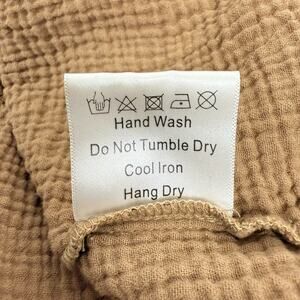 Hand Wash
Do Not Tumble Dry
Cool Iron
Hang Dry